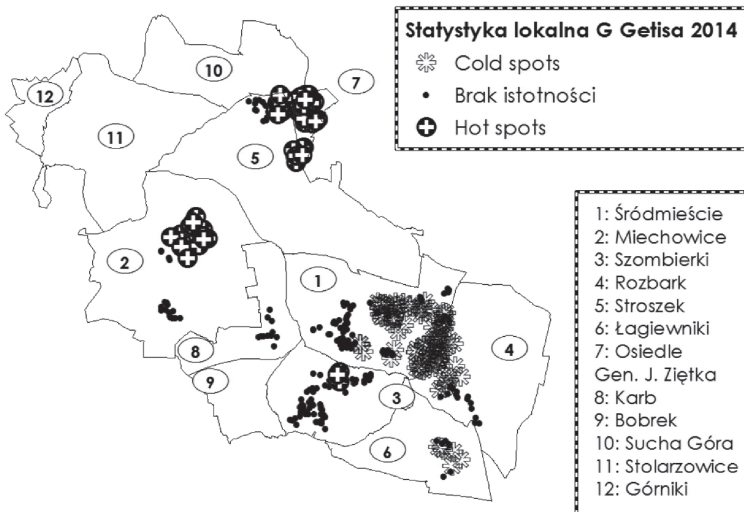 Statystyka lokalna G Getisa 2014
Cold spots
Brak istotności
Hot spots
10
7
12
11
5
2
1
4
8
9
3
6
1: Śródmieście
2: Miechowice
3: Szombierki
4: Rozbark
5: Stroszek
6: Łagiewniki
7: Osiedle
Gen. J. Ziętka
8: Karb
9: Bobrek
10: Sucha Góra
11: Stolarzowice
12: Górniki